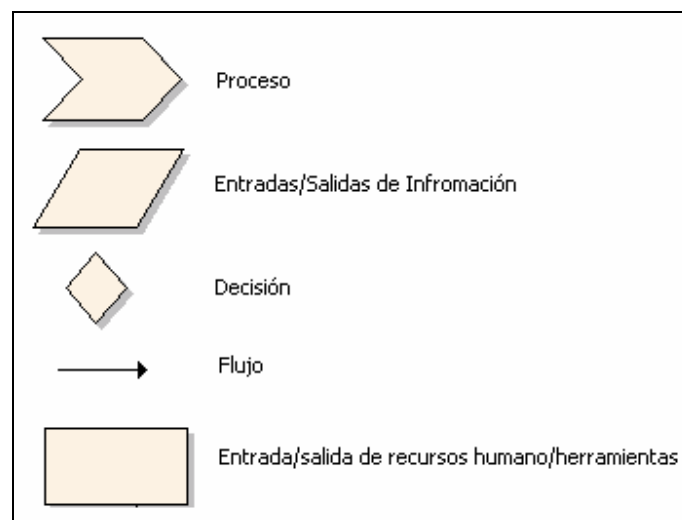 Proceso
Entradas/Salidas de Infromación
Decisión
Flujo
Entrada/salida de recursos humano/herramientas